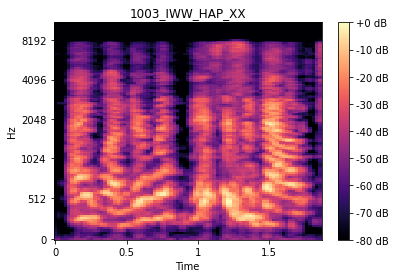 1003_IWW_HAP_XX
8192
4096
2048
1024
512
0
Hz
0
0.5
1
1.5
Time
+0 dB
-10 dB
-20 dB
-30 dB
-40 dB
-50 dB
-60 dB
-70 dB
-80 dB